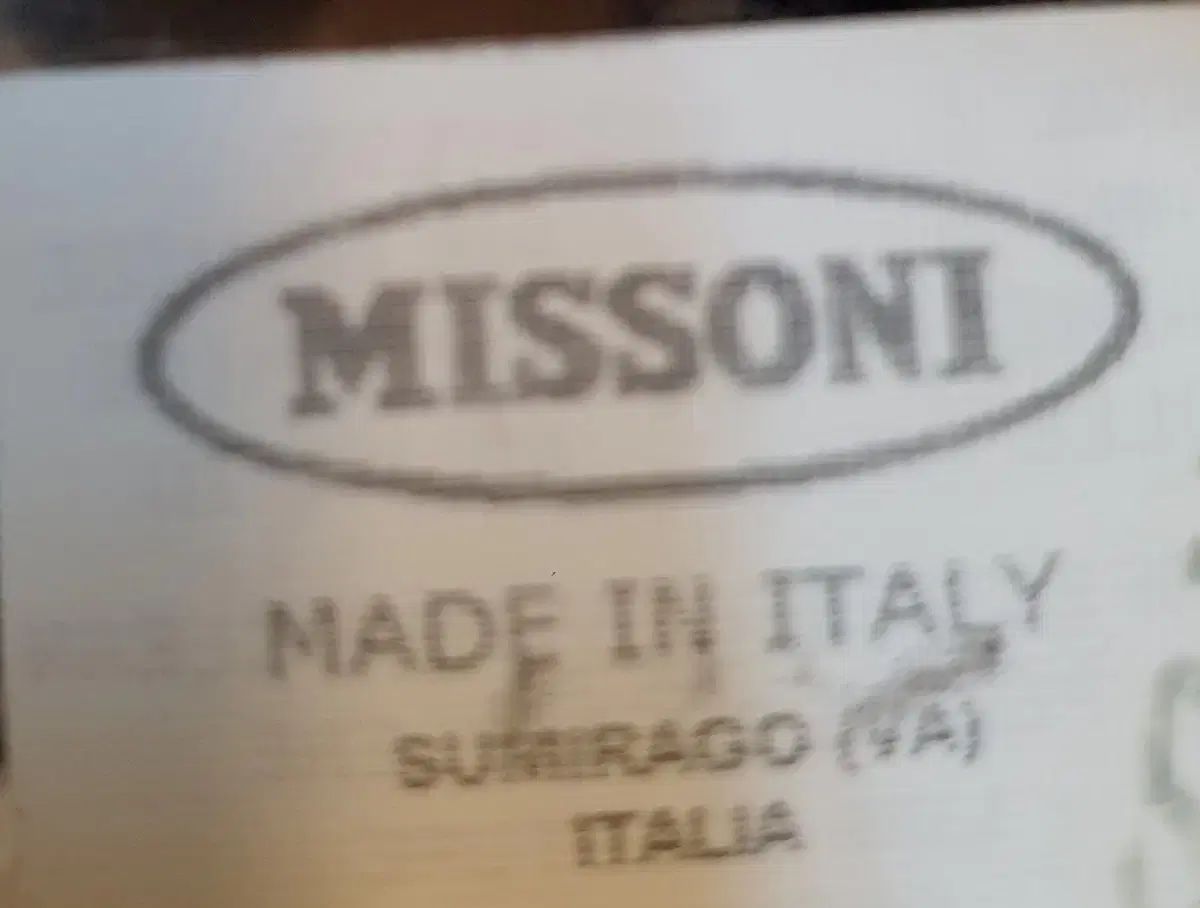 MISSONI
MADE IN ITALY
SUMIRAGO (VA)
ITALIA